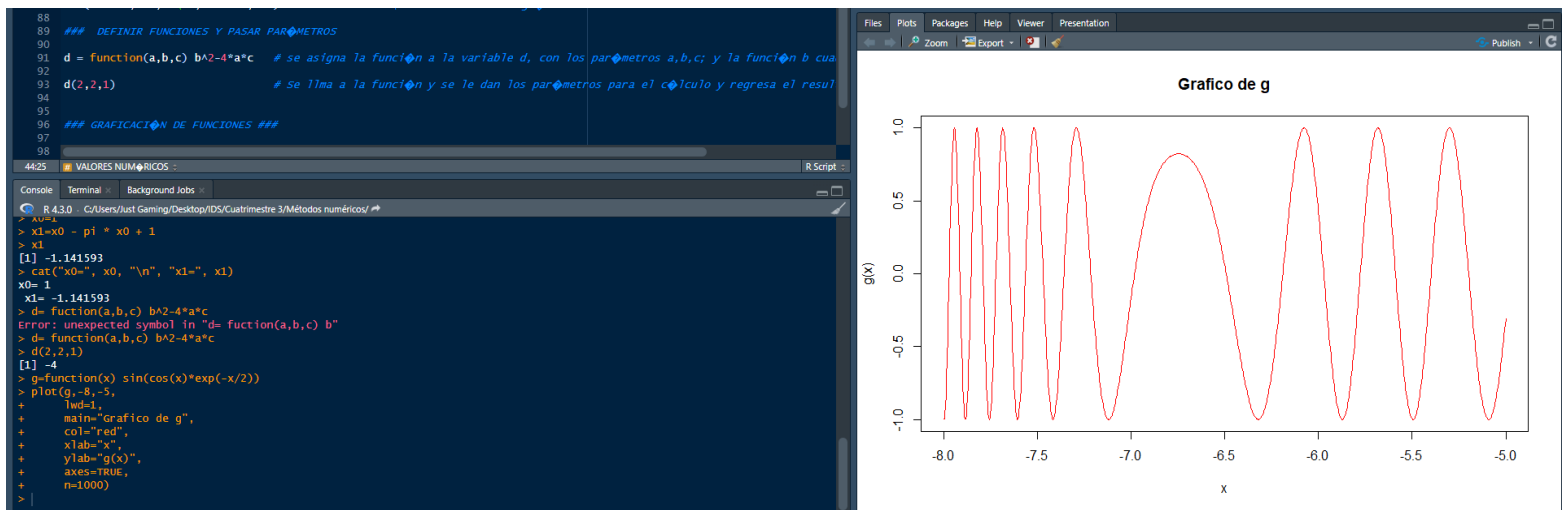 88
89 ### DEFINIR FUNCIONES Y PASAR PAR�METROS
90
91 d = function(a,b,c) b^2-4*a*c # se asigna la funci�n a la variable d, con los par�metros a,b,c; y la funci�n b cua
92
93 d(2,2,1) # Se llma a la funci�n y se le dan los par�metros para el c�lculo y regresa el resul
94
95
96 ### GRAFICACI�N DE FUNCIONES ###
97
98
44:25 # VALORES NUM�RICOS R Script
Console Terminal Background Jobs
R 4.3.0 · C:/Users/Just Gaming/Desktop/IDS/Cuatrimestre 3/Métodos numéricos/
> x0=1
> x1=x0 - pi * x0 + 1
> x1
[1] -1.141593
> cat("x0=", x0, "\n", "x1=", x1)
x0= 1
x1= -1.141593
> d= fuction(a,b,c) b^2-4*a*c
Error: unexpected symbol in "d= fuction(a,b,c) b"
> d= function(a,b,c) b^2-4*a*c
> d(2,2,1)
[1] -4
> g=function(x) sin(cos(x)*exp(-x/2))
> plot(g,-8,-5,
+ lwd=1,
+ main="Grafico de g",
+ col="red",
+ xlab="x",
+ ylab="g(x)",
+ axes=TRUE,
+ n=1000)
>
Files Plots Packages Help Viewer Presentation
Zoom Export Publish
Grafico de g
1.0
0.5
0.0
-0.5
-1.0
g(x)
-8.0 -7.5 -7.0 -6.5 -6.0 -5.5 -5.0
x